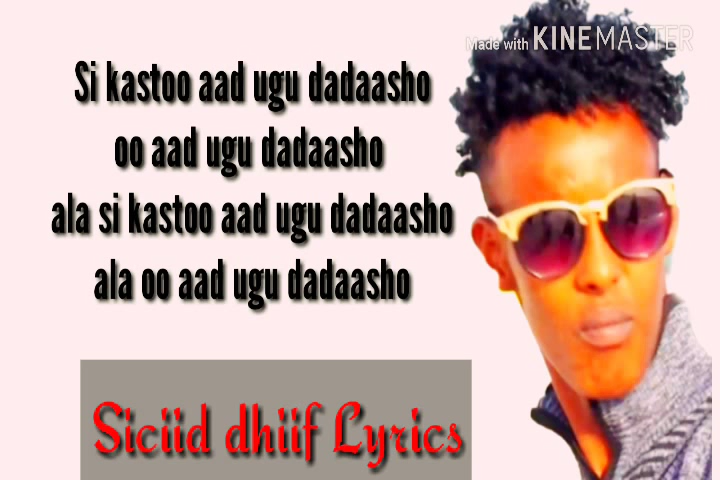 Made with KINEMASTER
Si kastoo aad ugu dadaasho
oo aad ugu dadaasho
ala si kastoo aad ugu dadaasho
ala oo aad ugu dadaasho
Siciid dhiif Lyrics